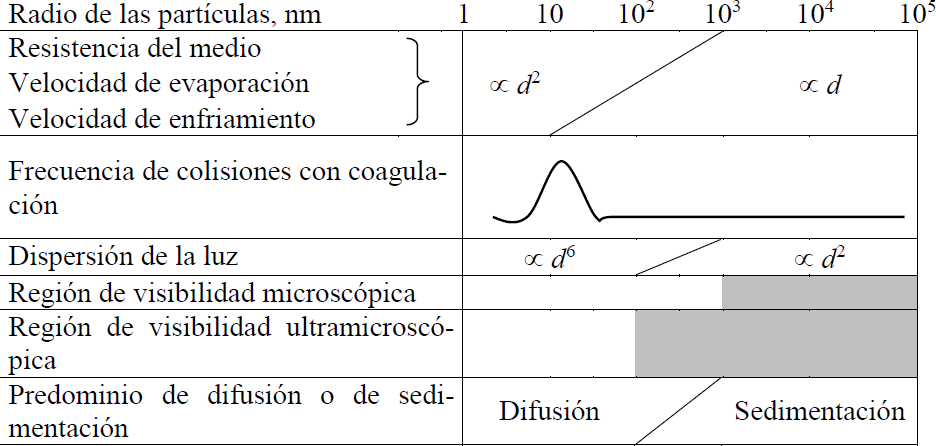 Radio de las partículas, nm 1 10 10² 10³ 10⁴ 10⁵
Resistencia del medio
Velocidad de evaporación ∝ d² ∝ d
Velocidad de enfriamiento
Frecuencia de colisiones con coagula-
ción
Dispersión de la luz ∝ d⁶ ∝ d²
Región de visibilidad microscópica
Región de visibilidad ultramicroscó-
pica
Predominio de difusión o de sedi-
mentación
Difusión Sedimentación